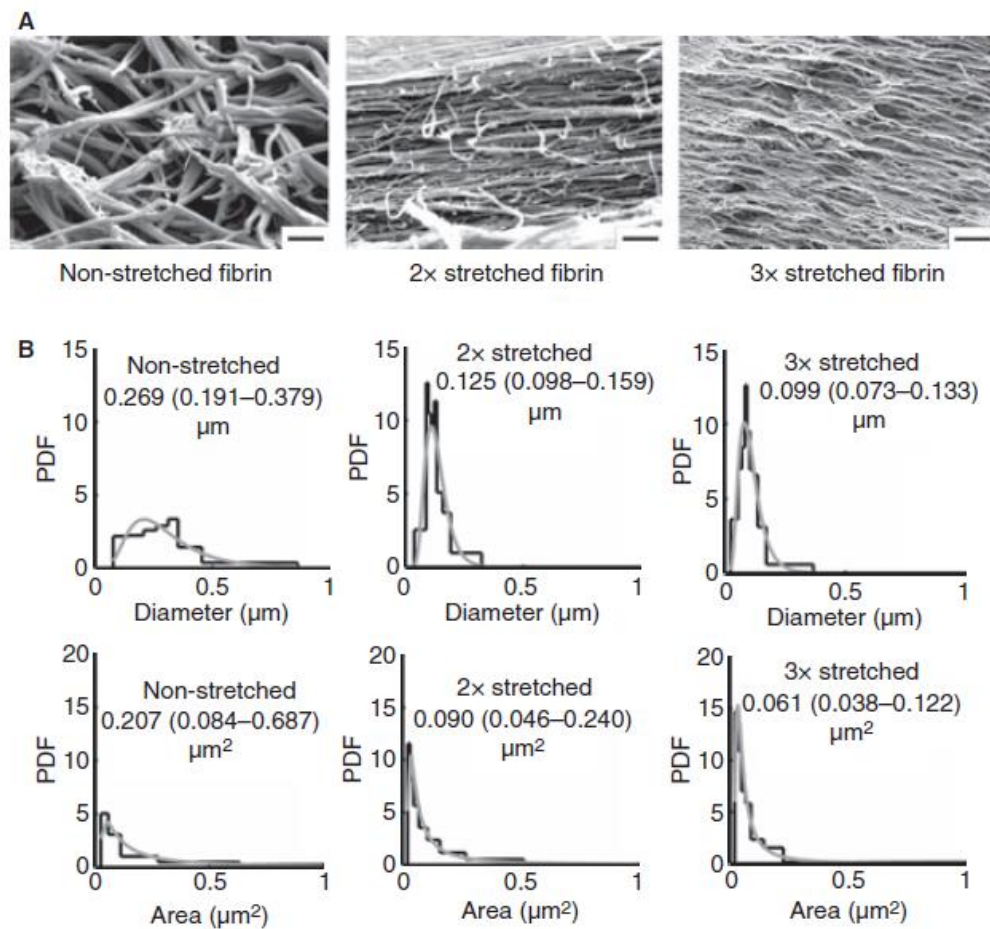 A
Non-stretched fibrin
2× stretched fibrin
3× stretched fibrin
B
15
10
5
0
PDF
Non-stretched
0.269 (0.191–0.379)
µm
0
0.5
1
Diameter (µm)
15
10
5
0
PDF
2× stretched
0.125 (0.098–0.159)
µm
0
0.5
1
Diameter (µm)
15
10
5
0
PDF
3× stretched
0.099 (0.073–0.133)
µm
0
0.5
1
Diameter (µm)
20
15
10
5
0
PDF
Non-stretched
0.207 (0.084–0.687)
µm²
0
0.5
1
Area (µm²)
20
15
10
5
0
PDF
2× stretched
0.090 (0.046–0.240)
µm²
0
0.5
1
Area (µm²)
20
15
10
5
0
PDF
3× stretched
0.061 (0.038–0.122)
µm²
0
0.5
1
Area (µm²)